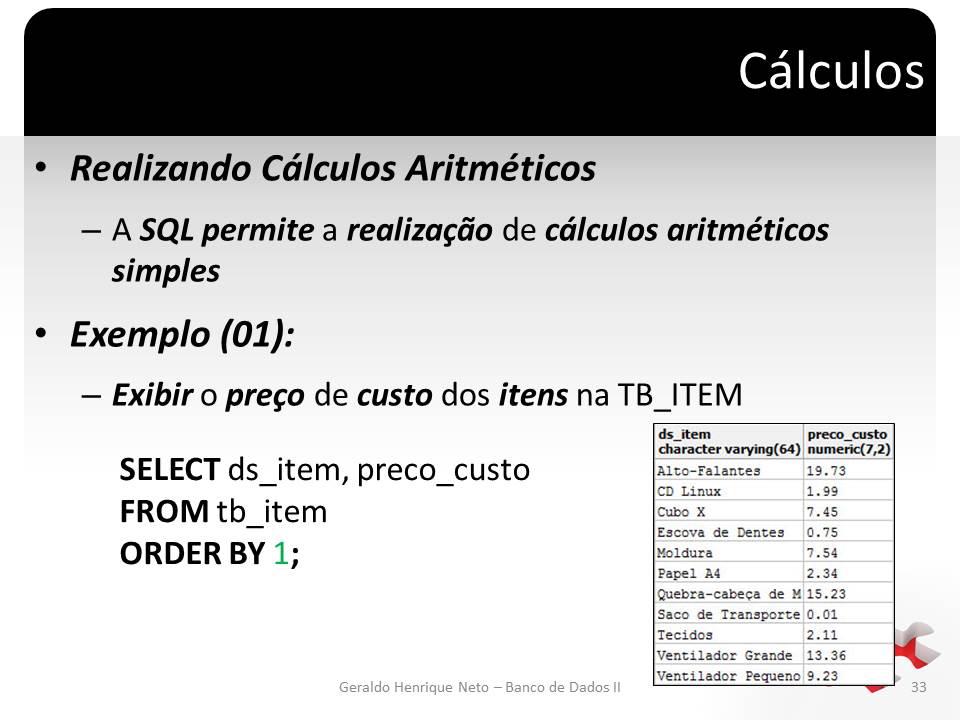 Cálculos
• Realizando Cálculos Aritméticos
– A SQL permite a realização de cálculos aritméticos
simples
• Exemplo (01):
– Exibir o preço de custo dos itens na TB_ITEM
SELECT ds_item, preco_custo
FROM tb_item
ORDER BY 1;
ds_item preco_custo
character varying(64) numeric(7,2)
Alto-Falantes 19.73
CD Linux 1.99
Cubo X 7.45
Escova de Dentes 0.75
Moldura 7.54
Papel A4 2.34
Quebra-cabeça de M 15.23
Saco de Transporte 0.01
Tecidos 2.11
Ventilador Grande 13.36
Ventilador Pequeno 9.23
Geraldo Henrique Neto – Banco de Dados II 33